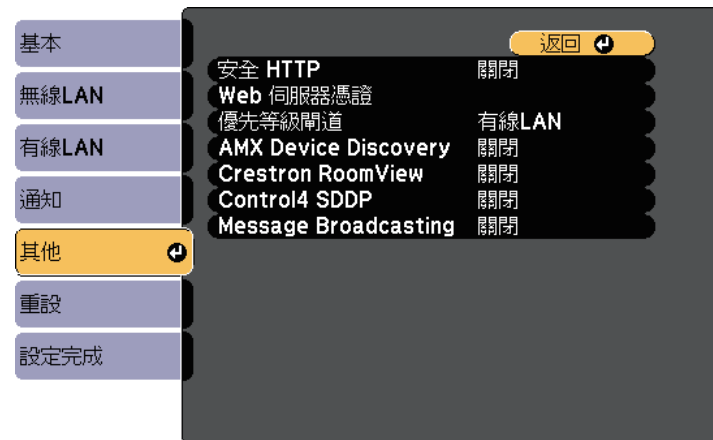 基本
無線LAN
有線LAN
通知
其他
重設
設定完成
返回
安全 HTTP 關閉
Web 伺服器憑證
優先等級閘道 有線LAN
AMX Device Discovery 關閉
Crestron RoomView 關閉
Control4 SDDP 關閉
Message Broadcasting 關閉